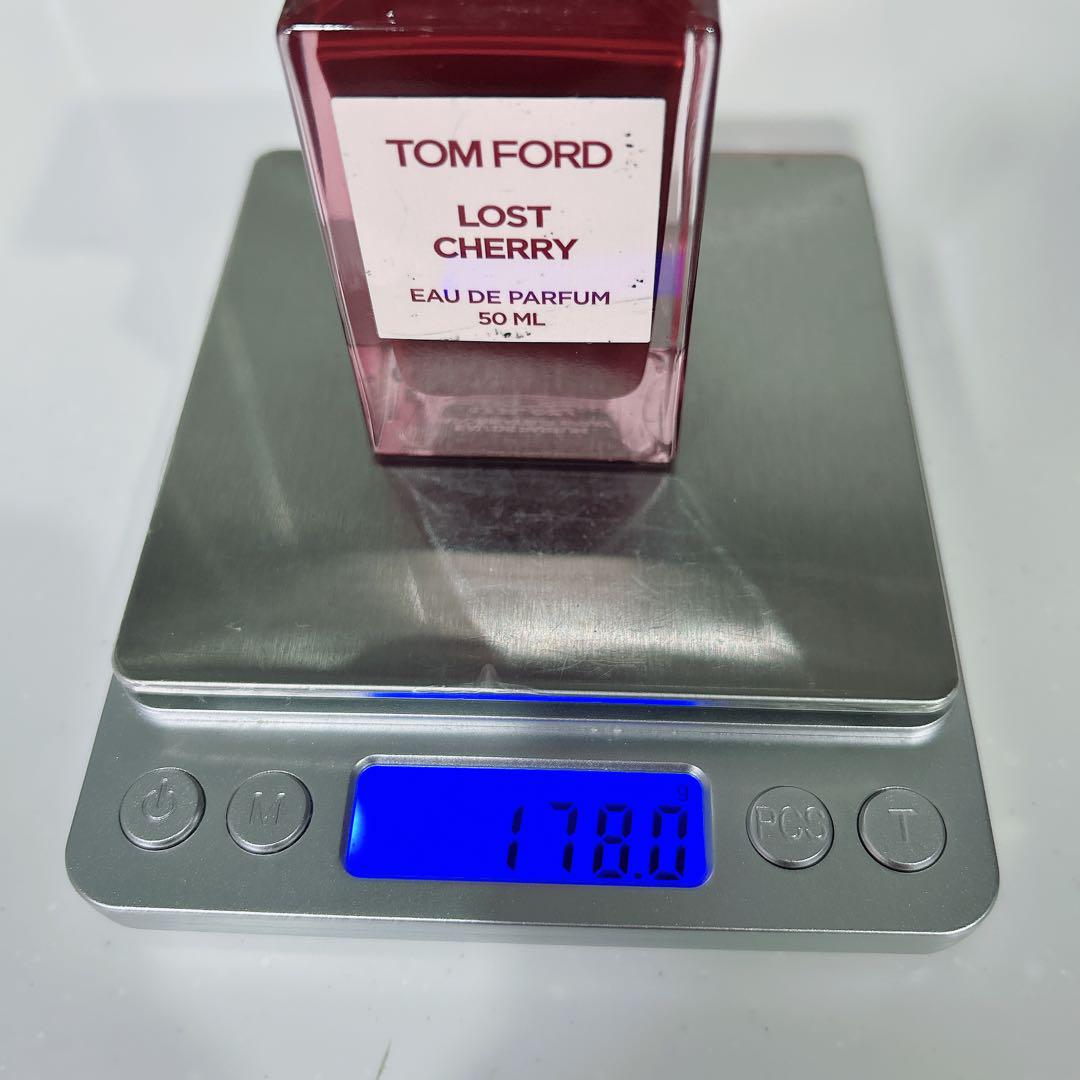 TOM FORD
LOST
CHERRY
EAU DE PARFUM
50 ML
g
178.0
M
PCS
T